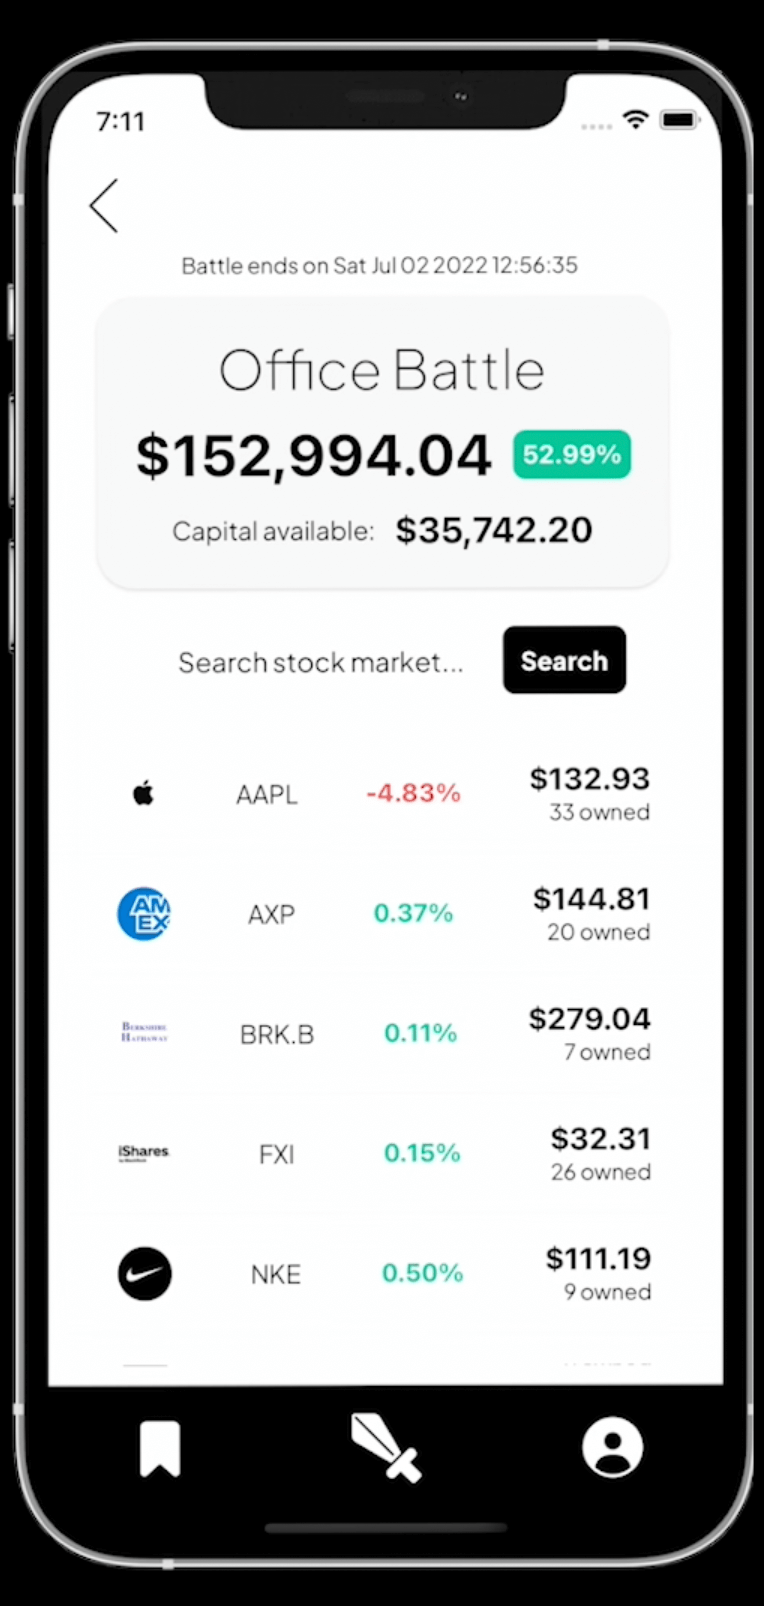 7:11
Battle ends on Sat Jul 02 2022 12:56:35
Office Battle
$152,994.04 52.99%
Capital available: $35,742.20
Search stock market... Search
AAPL -4.83% $132.93
33 owned
AM
EX
AXP 0.37% $144.81
20 owned
BERKSHIRE
HATHAWAY
BRK.B 0.11% $279.04
7 owned
iShares
FXI 0.15% $32.31
26 owned
NKE 0.50% $111.19
9 owned